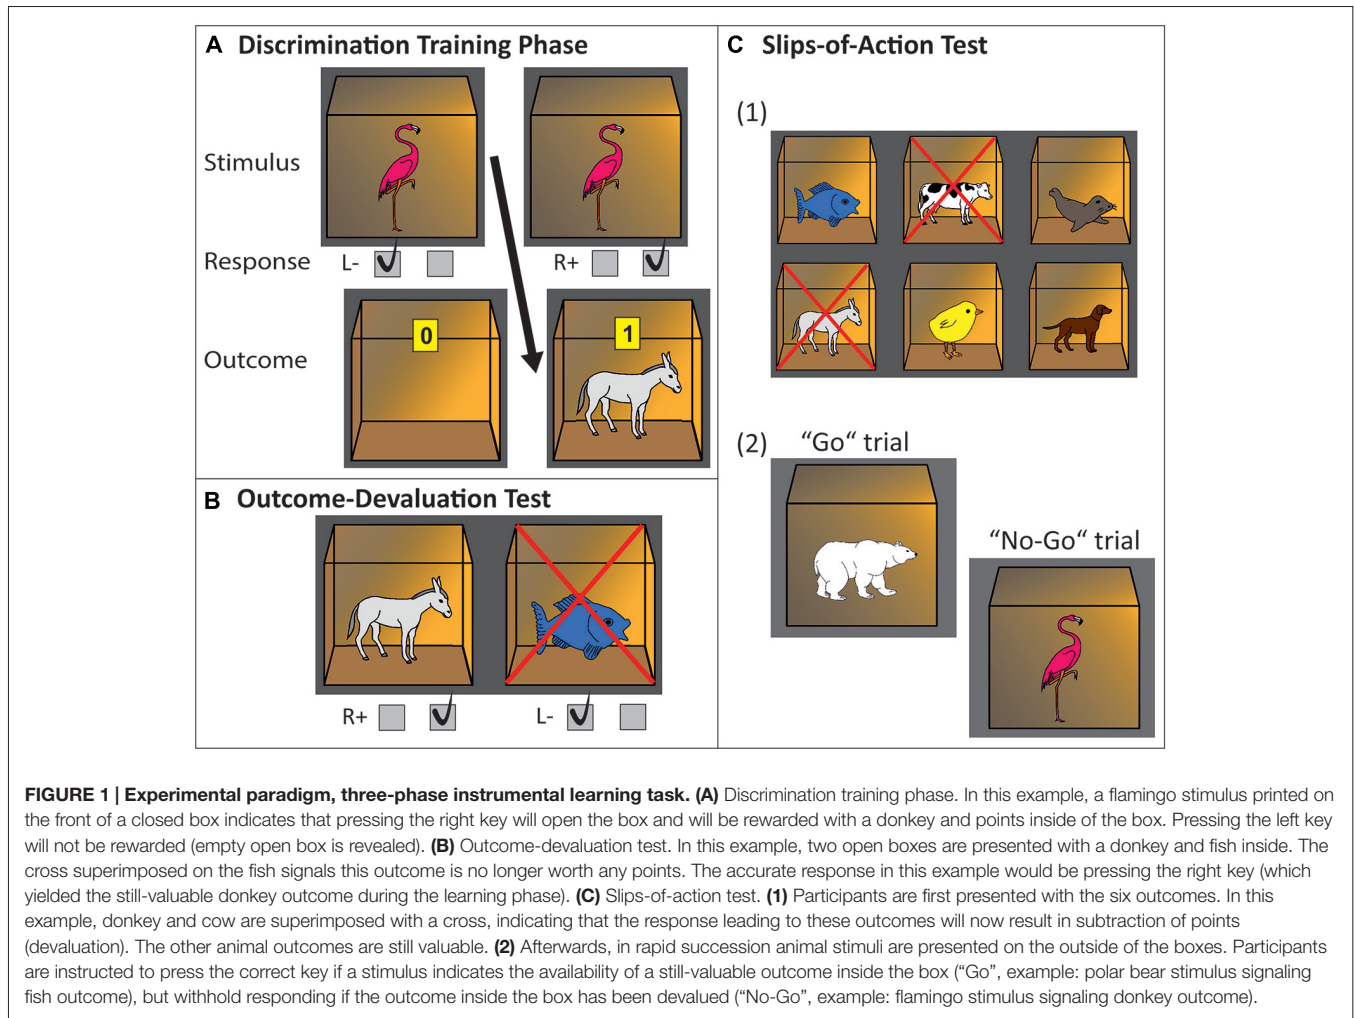 A Discrimination Training Phase
Stimulus
Response
L-
R+
Outcome
0
1
B Outcome-Devaluation Test
R+
L-
C Slips-of-Action Test
(1)
(2)
“Go“ trial
“No-Go“ trial
FIGURE 1 | Experimental paradigm, three-phase instrumental learning task. (A) Discrimination training phase. In this example, a flamingo stimulus printed on
the front of a closed box indicates that pressing the right key will open the box and will be rewarded with a donkey and points inside of the box. Pressing the left key
will not be rewarded (empty open box is revealed). (B) Outcome-devaluation test. In this example, two open boxes are presented with a donkey and fish inside. The
cross superimposed on the fish signals this outcome is no longer worth any points. The accurate response in this example would be pressing the right key (which
yielded the still-valuable donkey outcome during the learning phase). (C) Slips-of-action test. (1) Participants are first presented with the six outcomes. In this
example, donkey and cow are superimposed with a cross, indicating that the response leading to these outcomes will now result in subtraction of points
(devaluation). The other animal outcomes are still valuable. (2) Afterwards, in rapid succession animal stimuli are presented on the outside of the boxes. Participants
are instructed to press the correct key if a stimulus indicates the availability of a still-valuable outcome inside the box (“Go”, example: polar bear stimulus signaling
fish outcome), but withhold responding if the outcome inside the box has been devalued (“No-Go”, example: flamingo stimulus signaling donkey outcome).